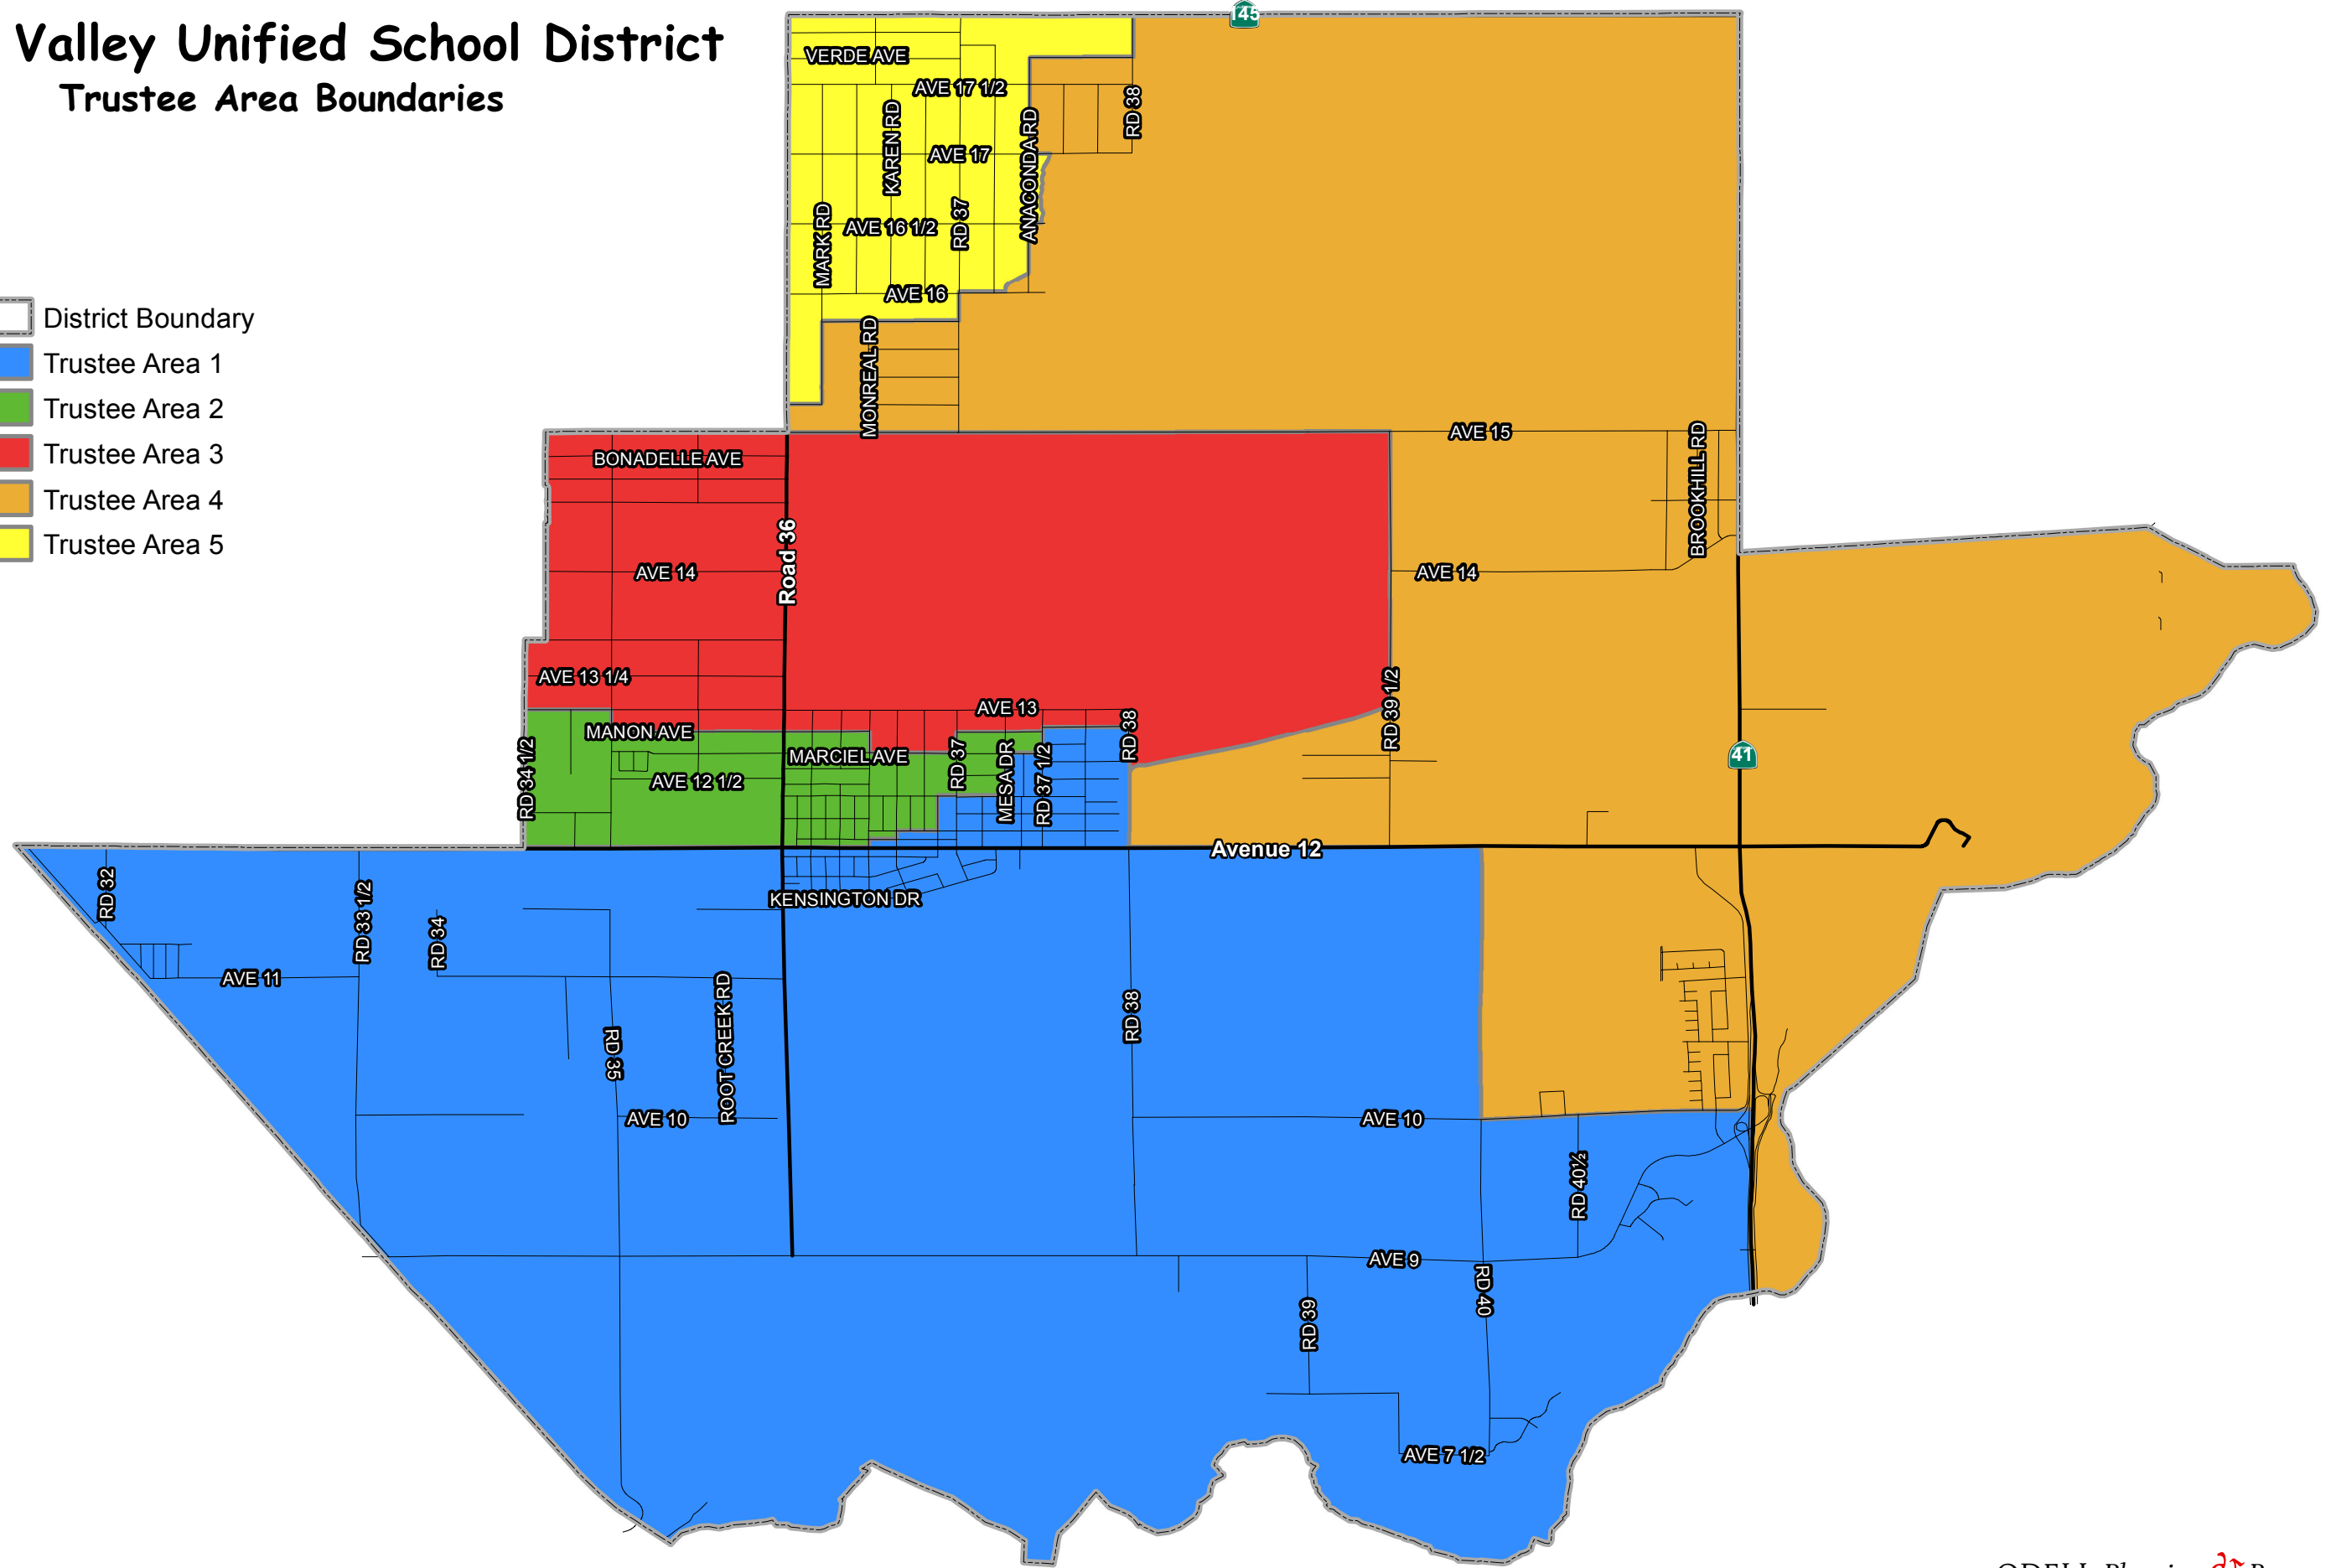 Valley Unified School District
Trustee Area Boundaries
District Boundary
Trustee Area 1
Trustee Area 2
Trustee Area 3
Trustee Area 4
Trustee Area 5
145
VERDE AVE
AVE 17 1/2
KAREN RD
ANACONDA RD
RD 38
AVE 17
MARK RD
AVE 16 1/2
RD 37
AVE 16
MONREAL RD
AVE 15
BROOKHILL RD
BONADELLE AVE
Road 36
AVE 14
AVE 14
AVE 13 1/4
RD 39 1/2
AVE 13
RD 38
MANON AVE
MARCIEL AVE
RD 37
MESA DR
RD 37 1/2
RD 34 1/2
AVE 12 1/2
41
Avenue 12
RD 32
RD 33 1/2
RD 34
KENSINGTON DR
AVE 11
RD 35
ROOT CREEK RD
RD 38
AVE 10
AVE 10
RD 40½
AVE 9
RD 39
RD 40
AVE 7 1/2